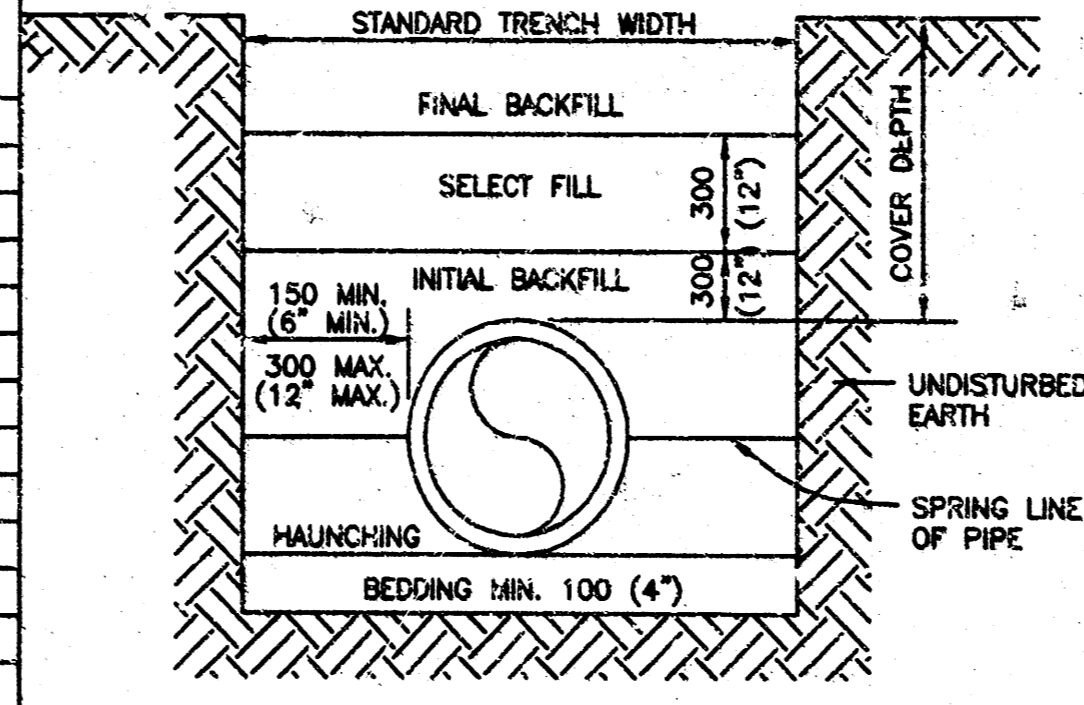 STANDARD TRENCH WIDTH
FINAL BACKFILL
SELECT FILL
300
(12")
COVER DEPTH
INITIAL BACKFILL
300
(12")
150 MIN.
(6" MIN.)
300 MAX.
(12" MAX.)
UNDISTURBED
EARTH
SPRING LINE
OF PIPE
HAUNCHING
BEDDING MIN. 100 (4")